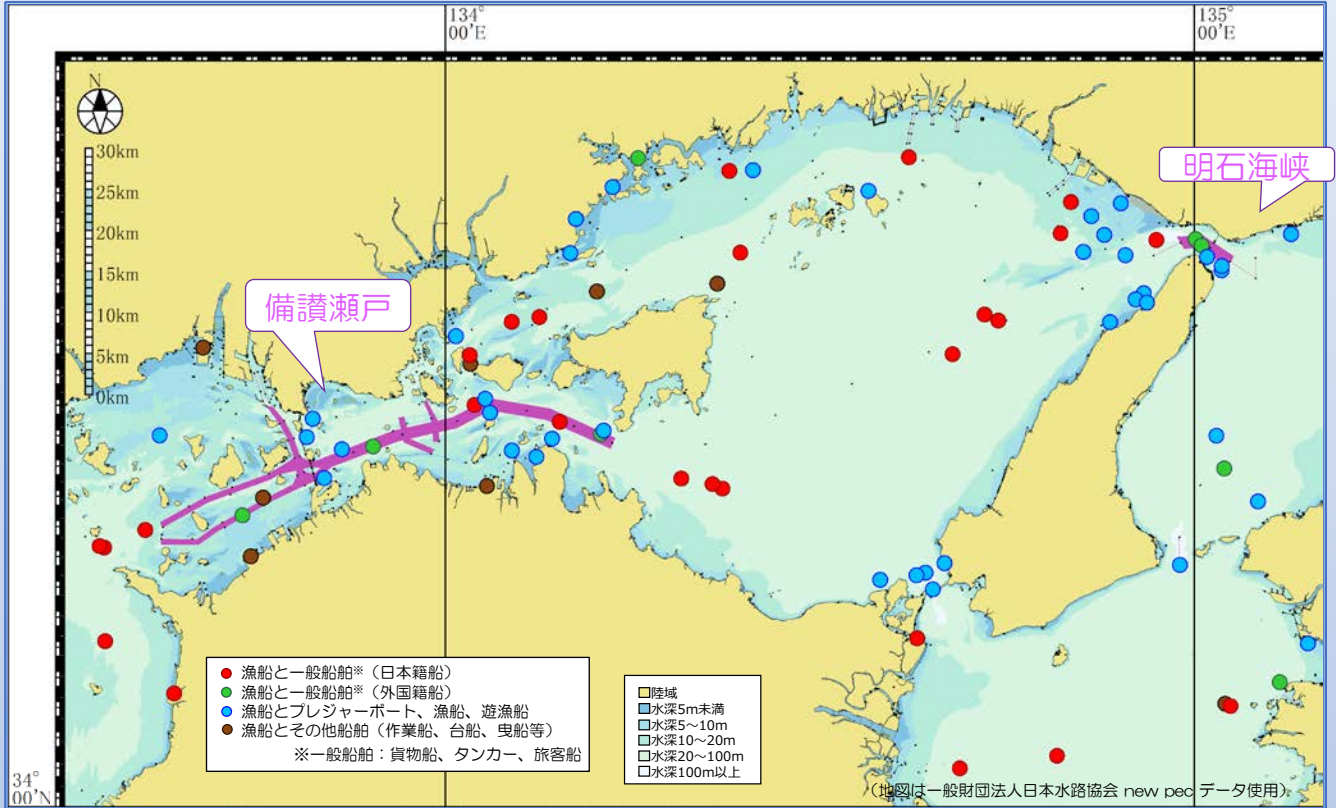 134°
00'E
135°
00'E
N
30km
25km
20km
15km
10km
5km
0km
明石海峡
備讃瀬戸
漁船と一般船舶※（日本籍船）
漁船と一般船舶※（外国籍船）
漁船とプレジャーボート、漁船、遊漁船
漁船とその他船舶（作業船、台船、曳船等）
※一般船舶：貨物船、タンカー、旅客船
陸域
水深5m未満
水深5～10m
水深10～20m
水深20～100m
水深100m以上
34°
00'N
（地図は一般財団法人日本水路協会 new pec データ使用）